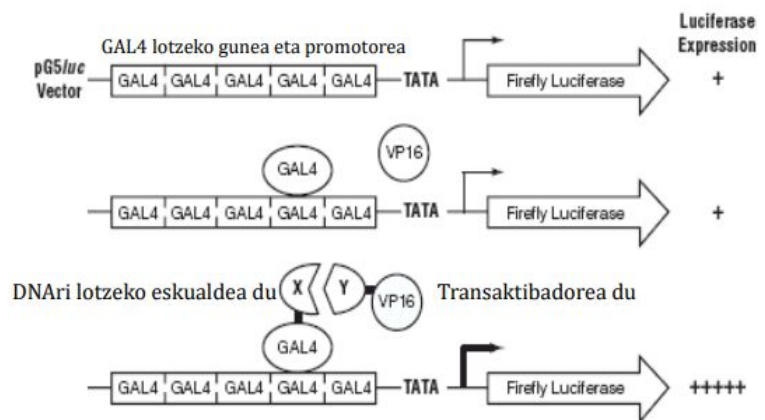 GAL4 lotzeko gunea eta promotorea
Luciferase
Expression
pG5luc
Vector
GAL4 GAL4 GAL4 GAL4 GAL4 TATA Firefly Luciferase +
VP16
GAL4
GAL4 GAL4 GAL4 GAL4 GAL4 TATA Firefly Luciferase +
DNAri lotzeko eskualdea du X Y VP16 Transaktibadorea du
GAL4
GAL4 GAL4 GAL4 GAL4 GAL4 TATA Firefly Luciferase +++++